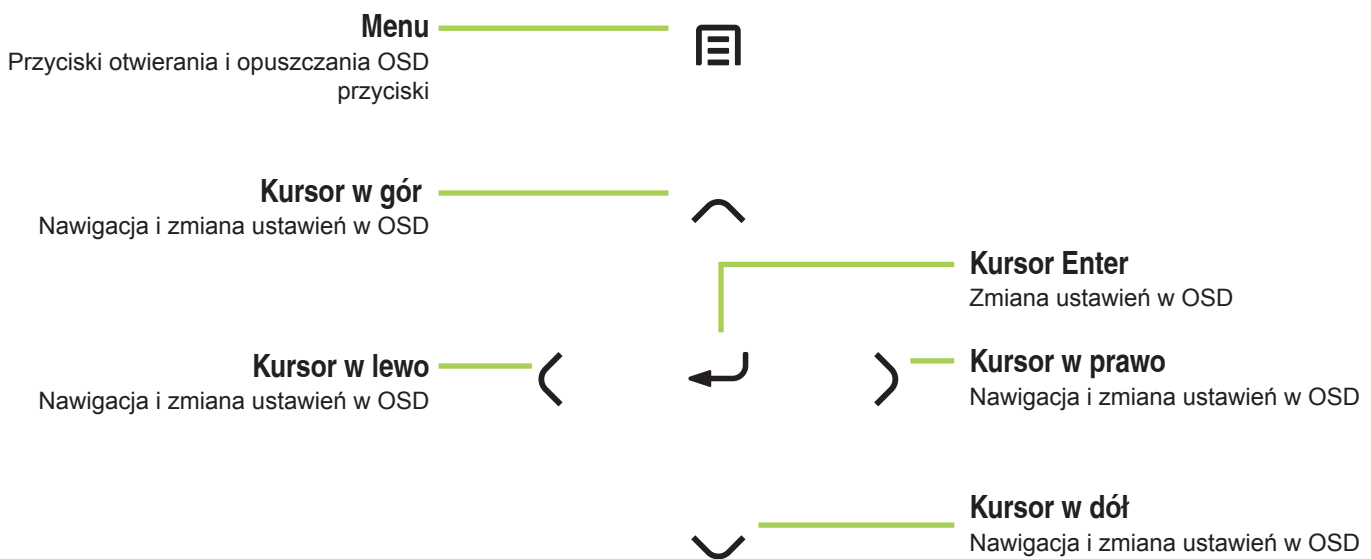 Menu
Przyciski otwierania i opuszczania OSD
przyciski
Kursor w gór
Nawigacja i zmiana ustawień w OSD
Kursor Enter
Zmiana ustawień w OSD
Kursor w lewo
Nawigacja i zmiana ustawień w OSD
Kursor w prawo
Nawigacja i zmiana ustawień w OSD
Kursor w dół
Nawigacja i zmiana ustawień w OSD